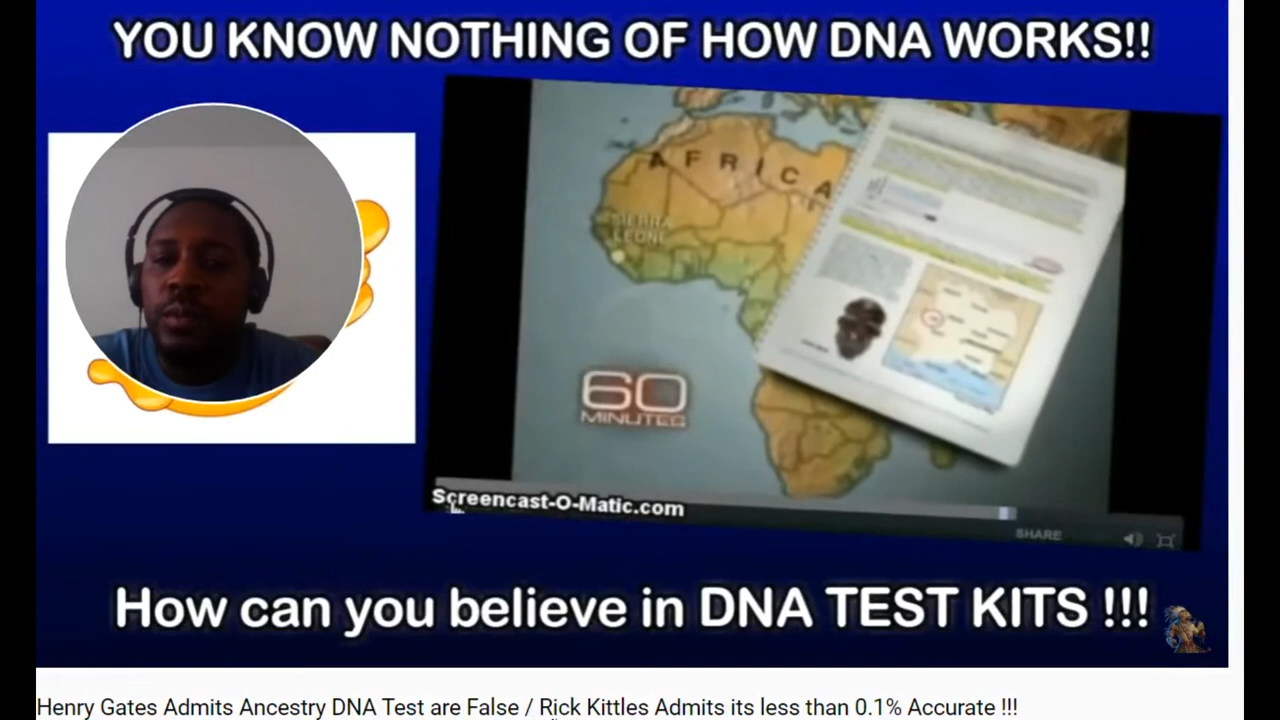 YOU KNOW NOTHING OF HOW DNA WORKS!!
AFRICA
SIERRA
LEONE
60
MINUTES
Screencast-O-Matic.com
SHARE
How can you believe in DNA TEST KITS !!!
Henry Gates Admits Ancestry DNA Test are False / Rick Kittles Admits its less than 0.1% Accurate !!!